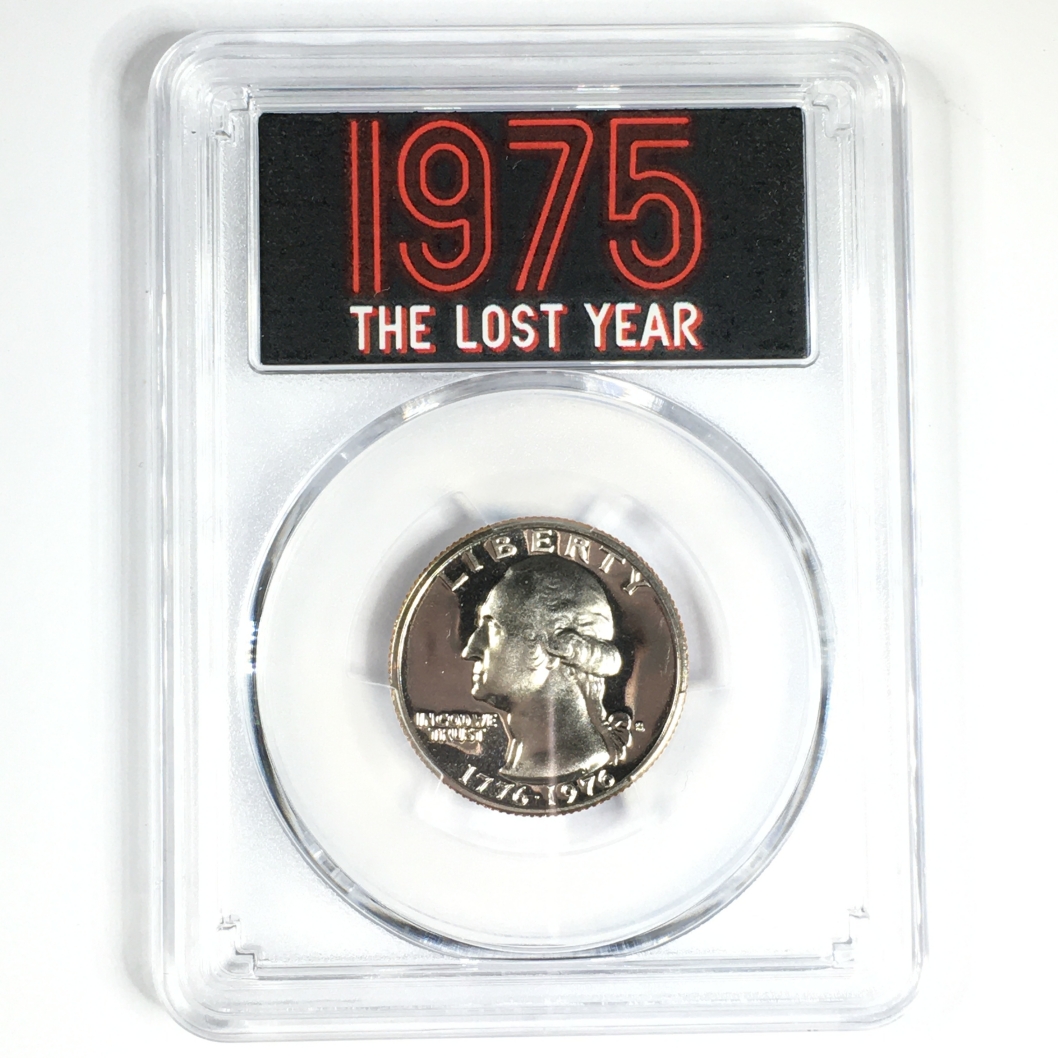 1975
THE LOST YEAR
LIBERTY
IN GOD WE
TRUST
S
1776-1976